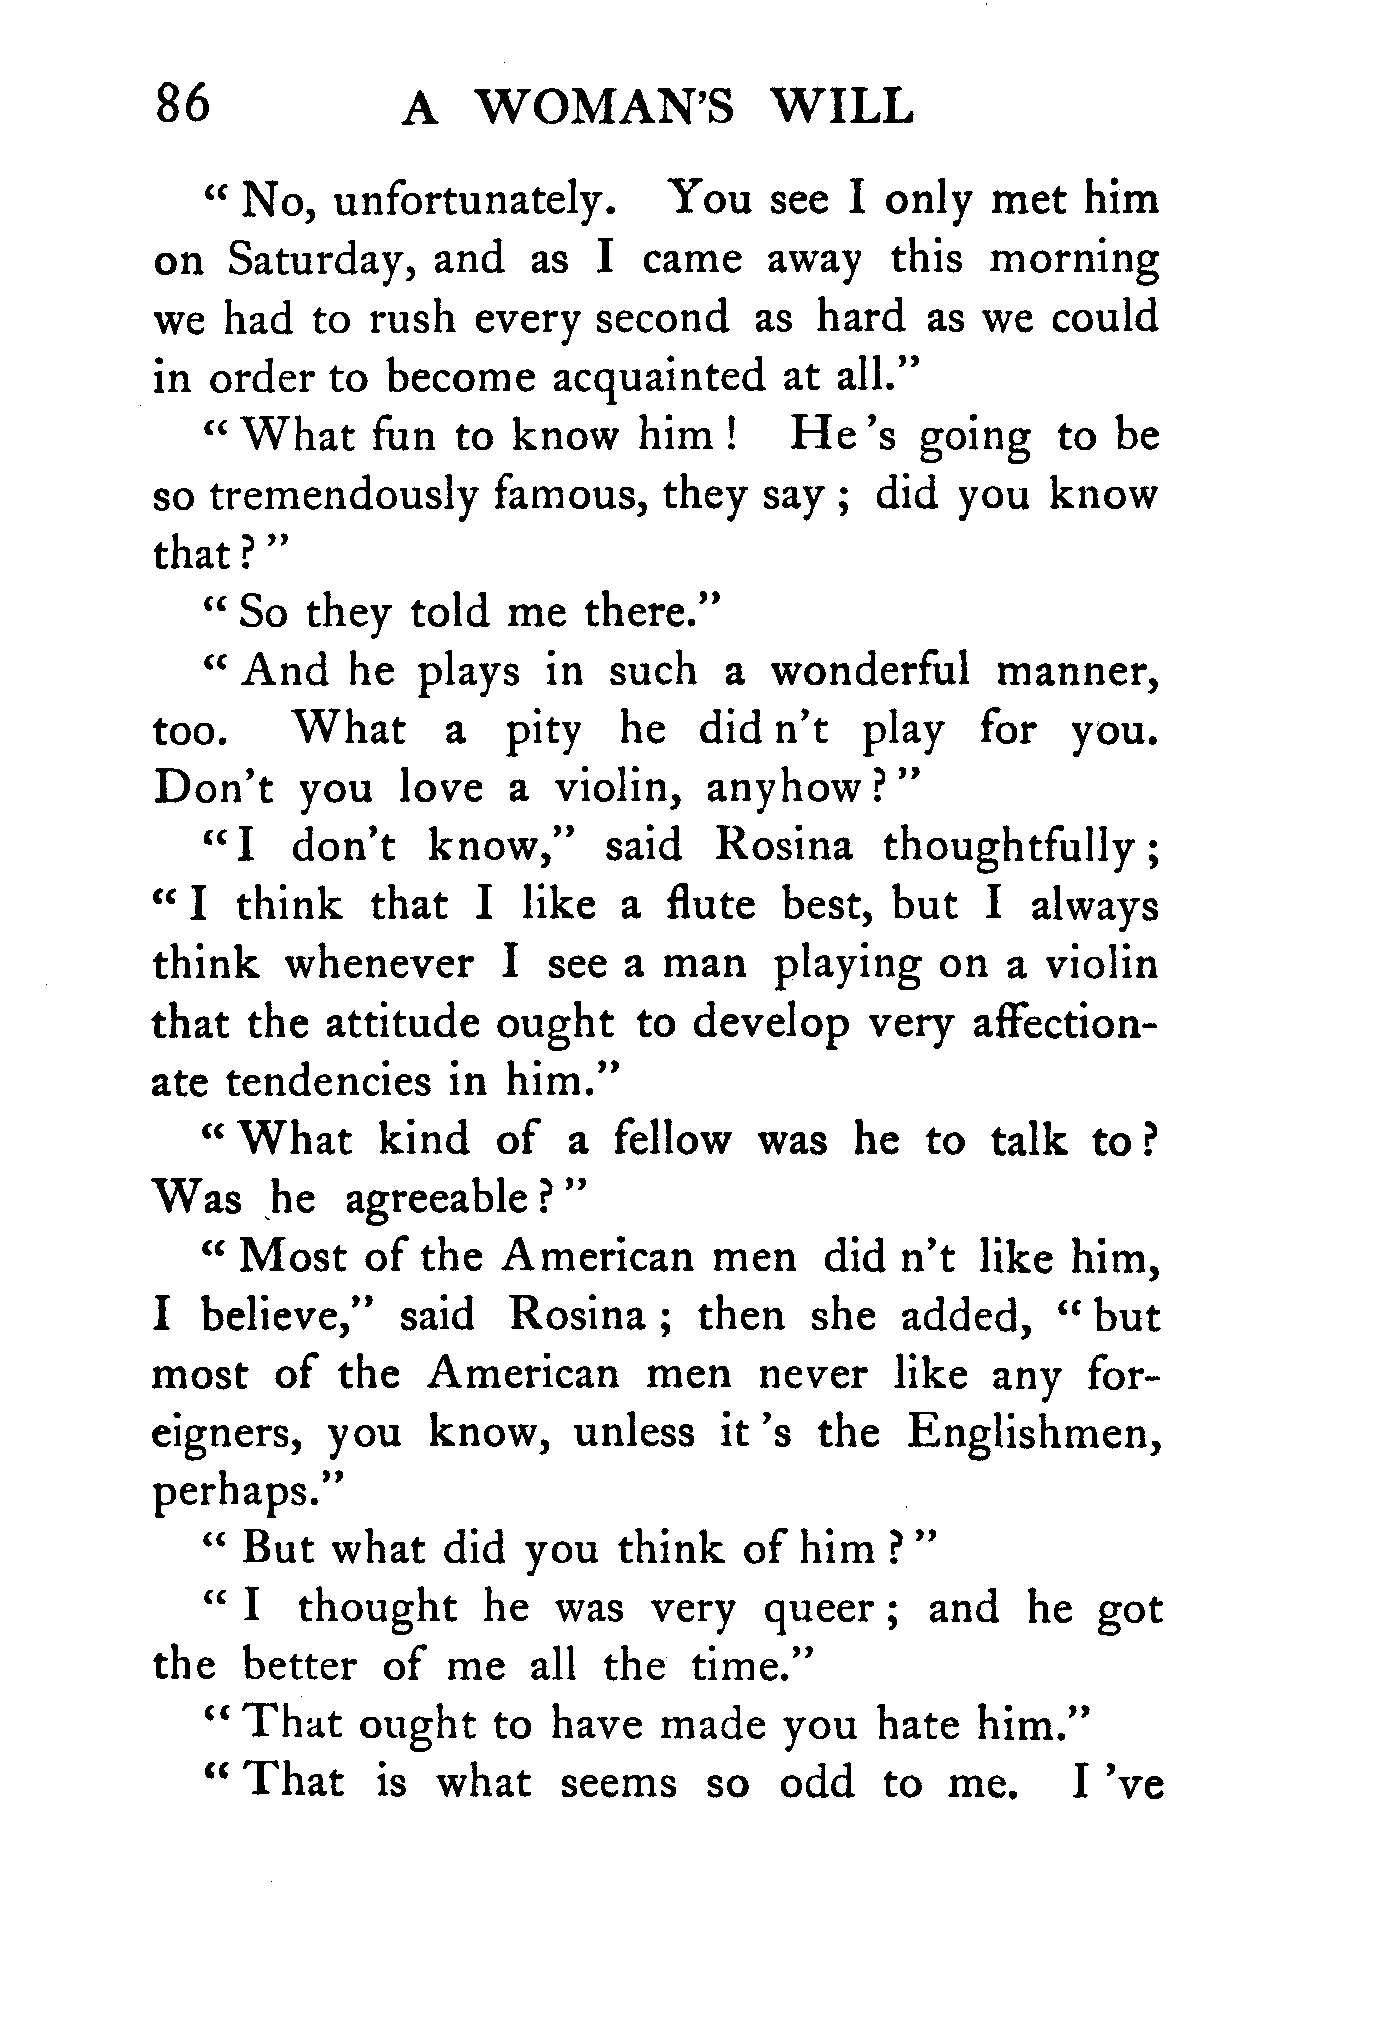 86 A WOMAN'S WILL
“ No, unfortunately. You see I only met him
on Saturday, and as I came away this morning
we had to rush every second as hard as we could
in order to become acquainted at all.”
“ What fun to know him ! He 's going to be
so tremendously famous, they say ; did you know
that ? ”
“ So they told me there.”
“ And he plays in such a wonderful manner,
too. What a pity he did n't play for you.
Don't you love a violin, anyhow ? ”
“ I don't know,” said Rosina thoughtfully ;
“ I think that I like a flute best, but I always
think whenever I see a man playing on a violin
that the attitude ought to develop very affection-
ate tendencies in him.”
“ What kind of a fellow was he to talk to ?
Was he agreeable ? ”
“ Most of the American men did n't like him,
I believe,” said Rosina ; then she added, “ but
most of the American men never like any for-
eigners, you know, unless it 's the Englishmen,
perhaps.”
“ But what did you think of him ? ”
“ I thought he was very queer ; and he got
the better of me all the time.”
“ That ought to have made you hate him.”
“ That is what seems so odd to me. I 've